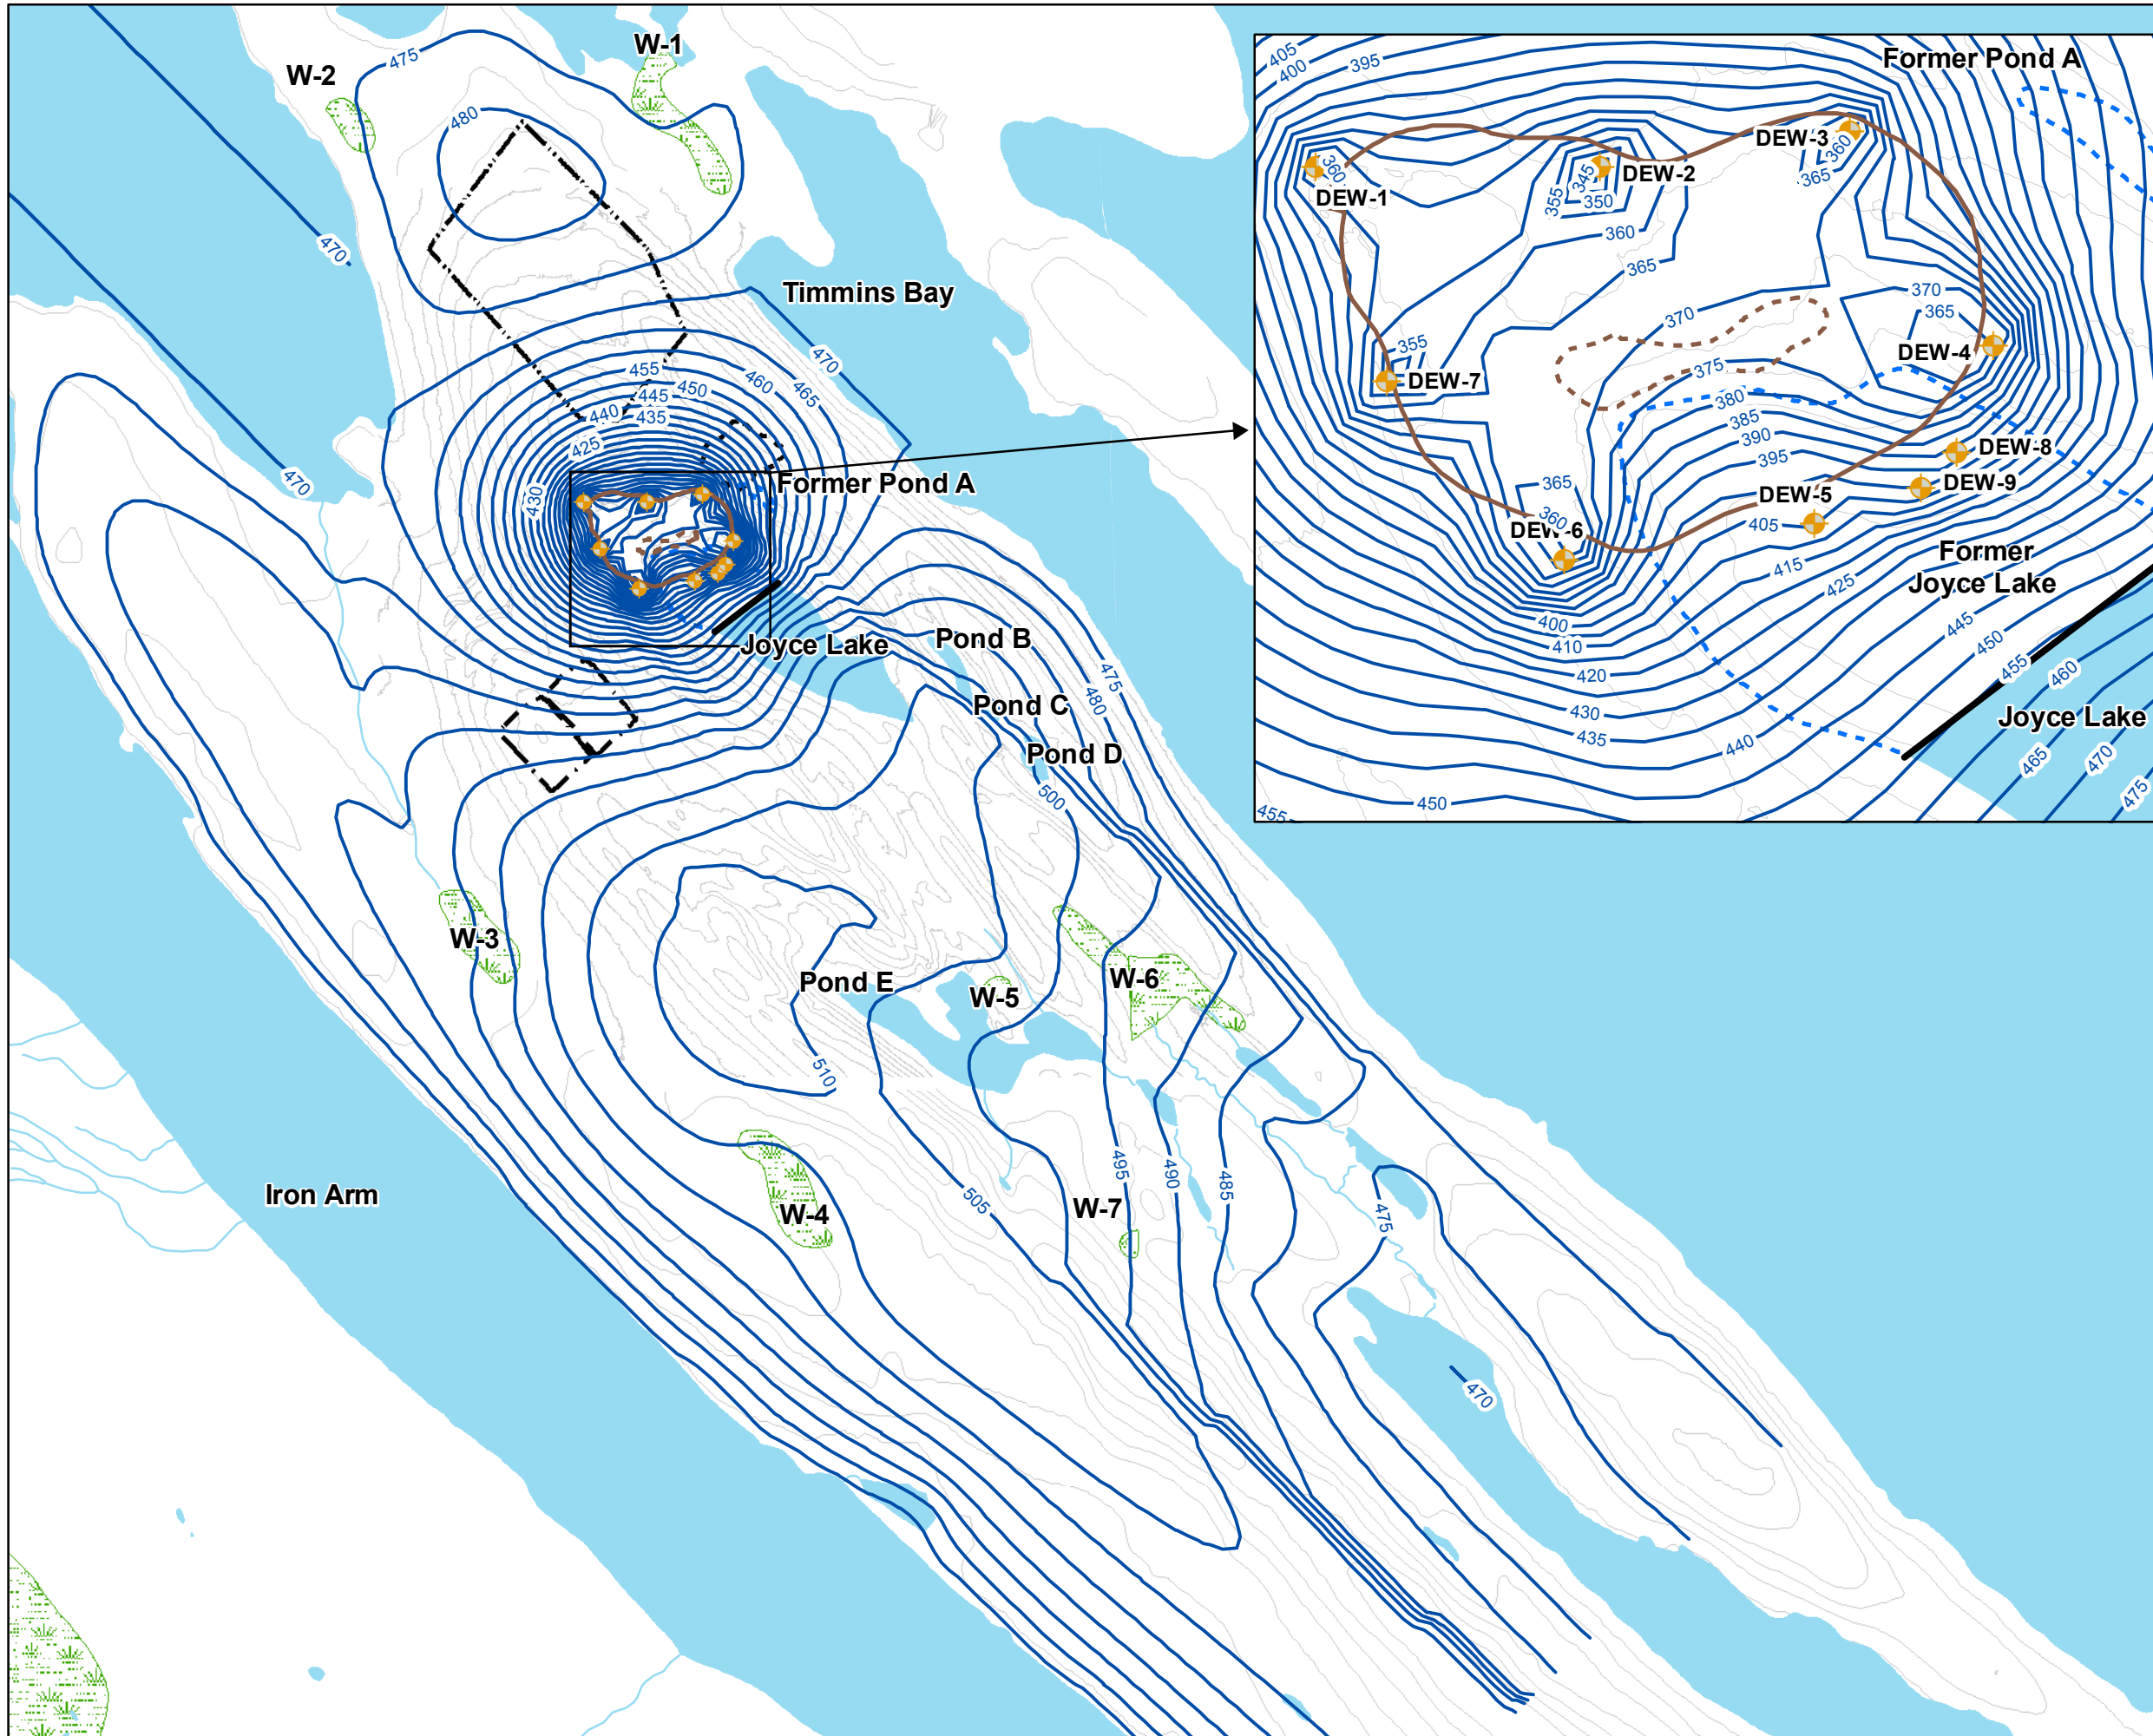 W-1
W-2
475
480
470
Timmins Bay
470
455
445
450
460
465
440
435
425
430
470
Former Pond A
Joyce Lake
Pond B
475
480
Pond C
Pond D
500
W-3
Pond E
W-5
W-6
510
Iron Arm
W-4
505
W-7
495
490
485
475
470
405
400
395
Former Pond A
DEW-3
360
365
360
DEW-1
345
DEW-2
355
350
360
365
370
370
365
DEW-4
355
DEW-7
375
380
385
390
395
DEW-8
DEW-9
DEW-5
405
365
360
DEW-6
Former
Joyce Lake
415
425
400
410
420
430
435
440
445
450
455
460
Joyce Lake
465
470
475
450
455